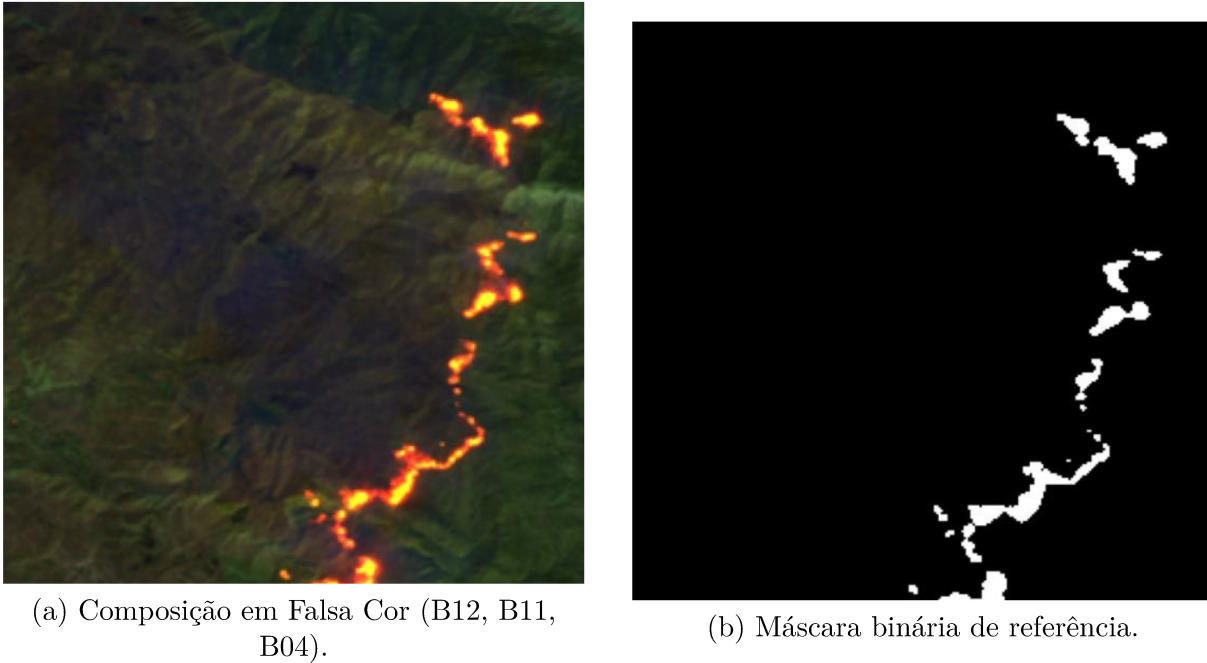 (a) Composição em Falsa Cor (B12, B11,
B04).
(b) Máscara binária de referência.